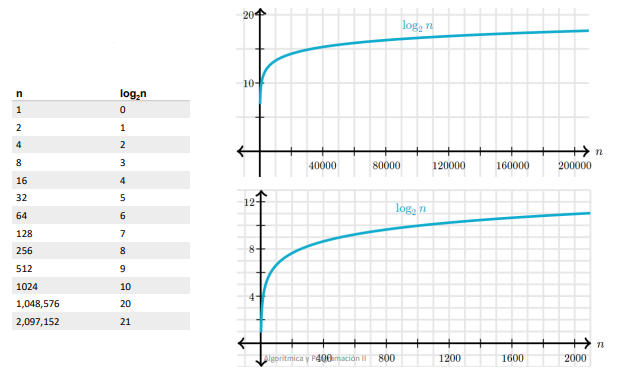 n log₂n
1 0
2 1
4 2
8 3
16 4
32 5
64 6
128 7
256 8
512 9
1024 10
1,048,576 20
2,097,152 21
20
log₂ n
10
n
40000 80000 120000 160000 200000
12
log₂ n
8
4
n
400 800 1200 1600 2000
Algorítmica y Programación II